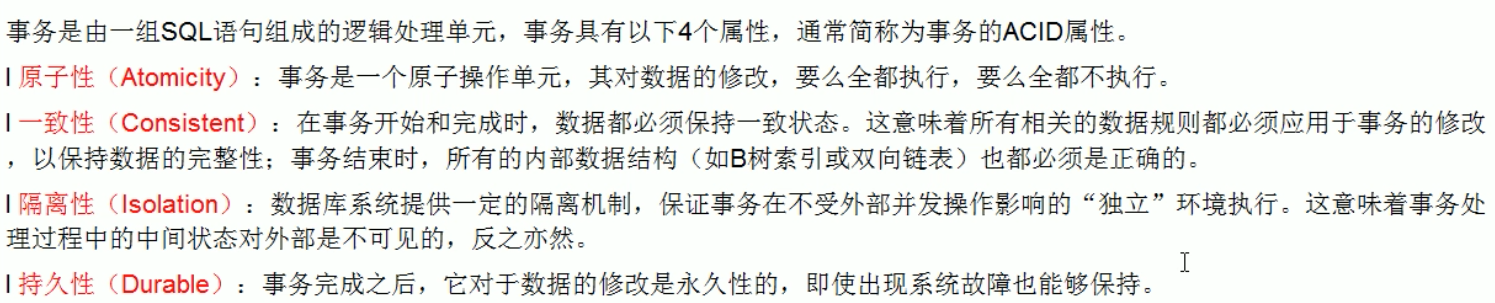 事务是由一组SQL语句组成的逻辑处理单元，事务具有以下4个属性，通常简称为事务的ACID属性。
l 原子性（Atomicity）：事务是一个原子操作单元，其对数据的修改，要么全都执行，要么全都不执行。
l 一致性（Consistent）：在事务开始和完成时，数据都必须保持一致状态。这意味着所有相关的数据规则都必须应用于事务的修改
，以保持数据的完整性；事务结束时，所有的内部数据结构（如B树索引或双向链表）也都必须是正确的。
l 隔离性（Isolation）：数据库系统提供一定的隔离机制，保证事务在不受外部并发操作影响的“独立”环境执行。这意味着事务处
理过程中的中间状态对外部是不可见的，反之亦然。
l 持久性（Durable）：事务完成之后，它对于数据的修改是永久性的，即使出现系统故障也能够保持。